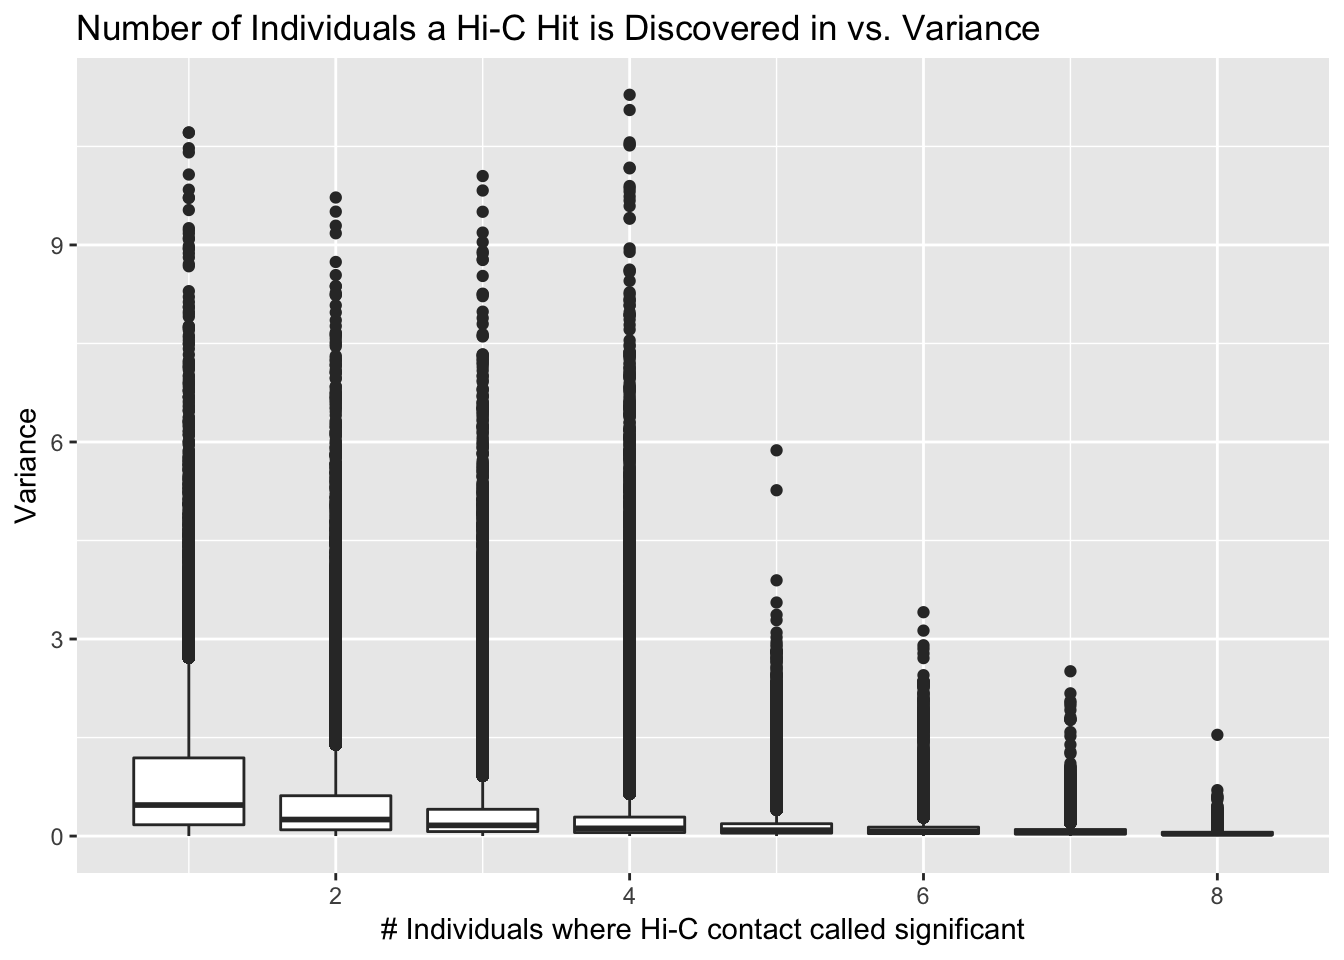 Number of Individuals a Hi-C Hit is Discovered in vs. Variance
9
6
3
0
Variance
2
4
6
8
# Individuals where Hi-C contact called significant